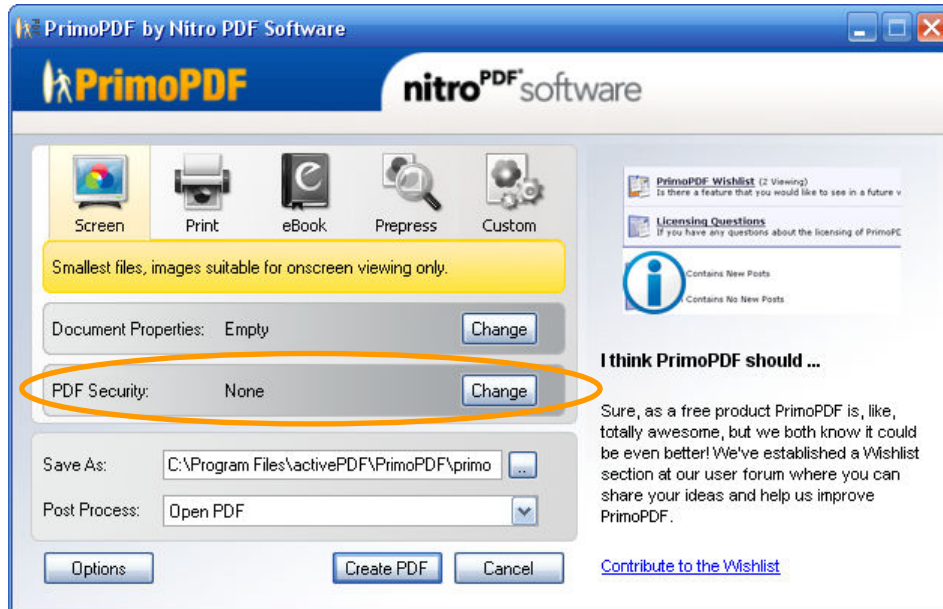 PrimoPDF by Nitro PDF Software
PrimoPDF
nitroPDF software
Screen
Print
eBook
Prepress
Custom
Smallest files, images suitable for onscreen viewing only.
Document Properties: Empty
Change
PDF Security: None
Change
Save As: C:\Program Files\activePDF\PrimoPDF\primo
..
Post Process: Open PDF
Options
Create PDF
Cancel
PrimoPDF Wishlist (2 Viewing)
Is there a feature that you would like to see in a future v
Licensing Questions
If you have any questions about the licensing of PrimoPD
Contains New Posts
Contains No New Posts
I think PrimoPDF should ...
Sure, as a free product PrimoPDF is, like,
totally awesome, but we both know it could
be even better! We've established a Wishlist
section at our user forum where you can
share your ideas and help us improve
PrimoPDF.
Contribute to the Wishlist